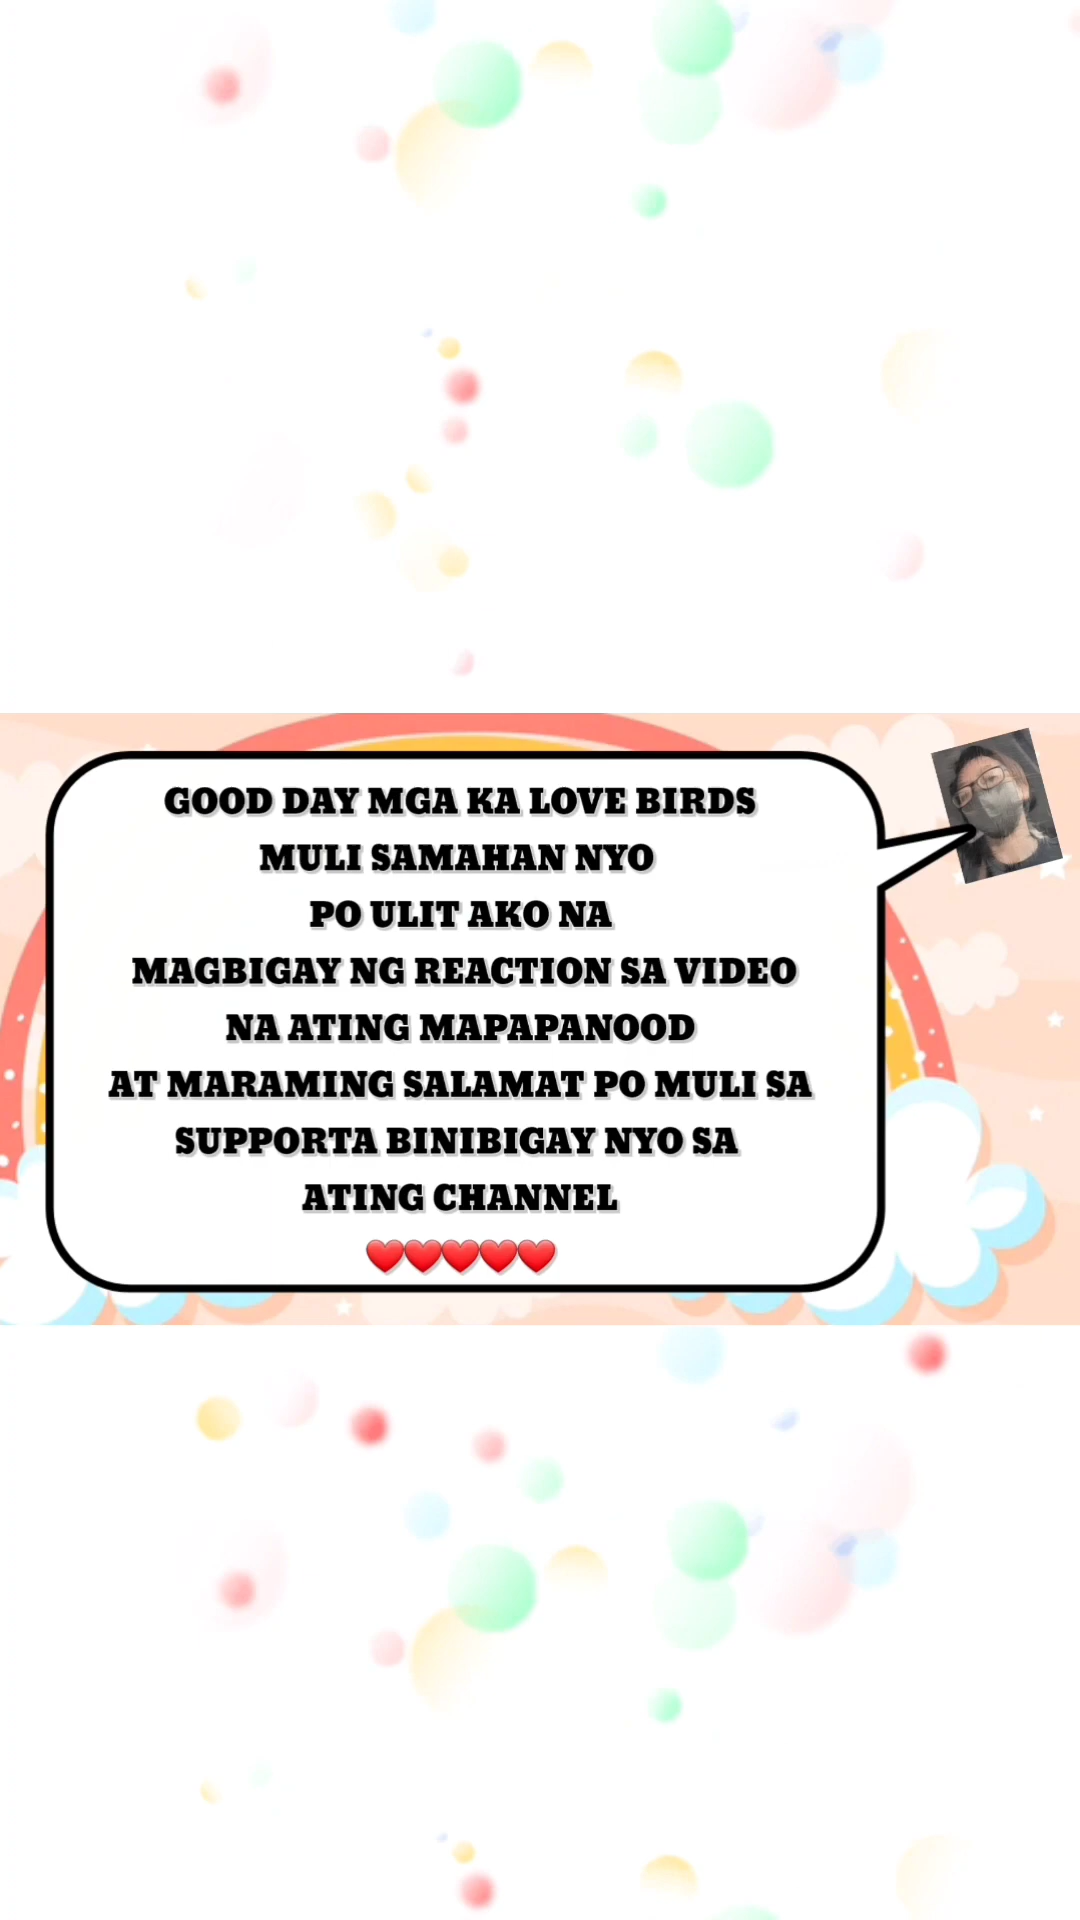 GOOD DAY MGA KA LOVE BIRDS
MULI SAMAHAN NYO
PO ULIT AKO NA
MAGBIGAY NG REACTION SA VIDEO
NA ATING MAPAPANOOD
AT MARAMING SALAMAT PO MULI SA
SUPPORTA BINIBIGAY NYO SA
ATING CHANNEL
❤️❤️❤️❤️❤️